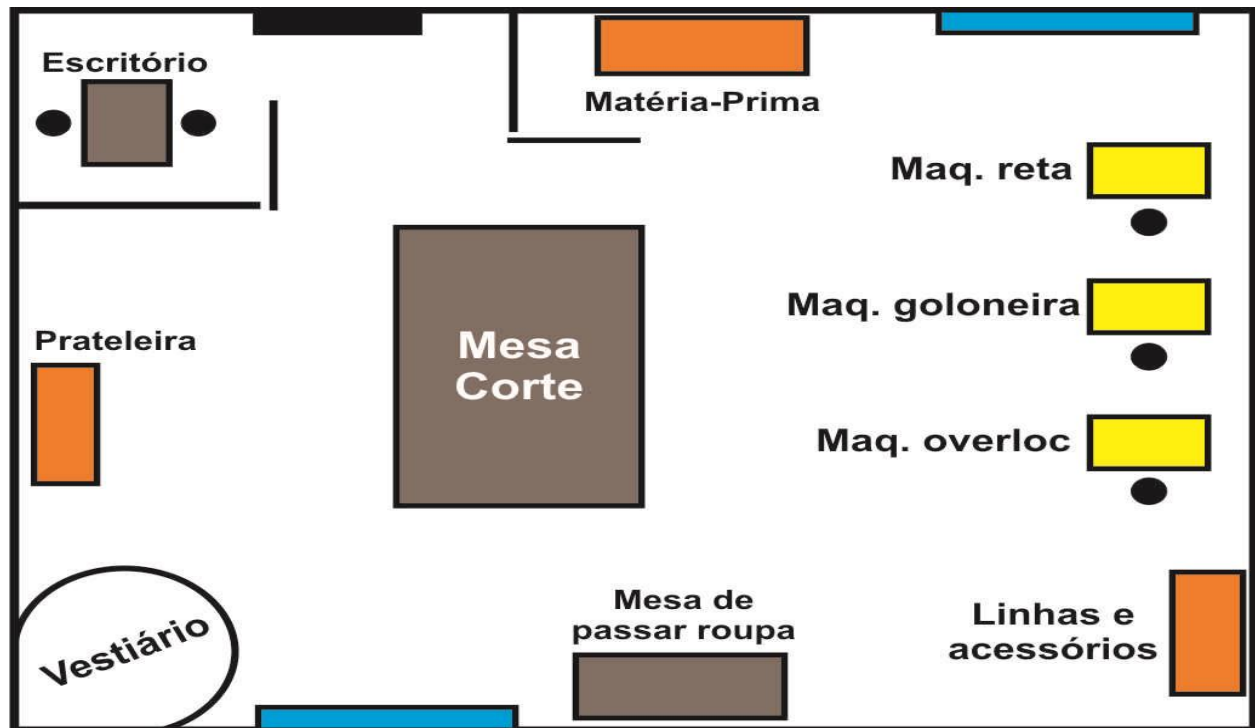 Escritório
Matéria-Prima
Maq. reta
Maq. goloneira
Prateleira
Mesa
Corte
Maq. overloc
Mesa de
passar roupa
Linhas e
acessórios
Vestiário